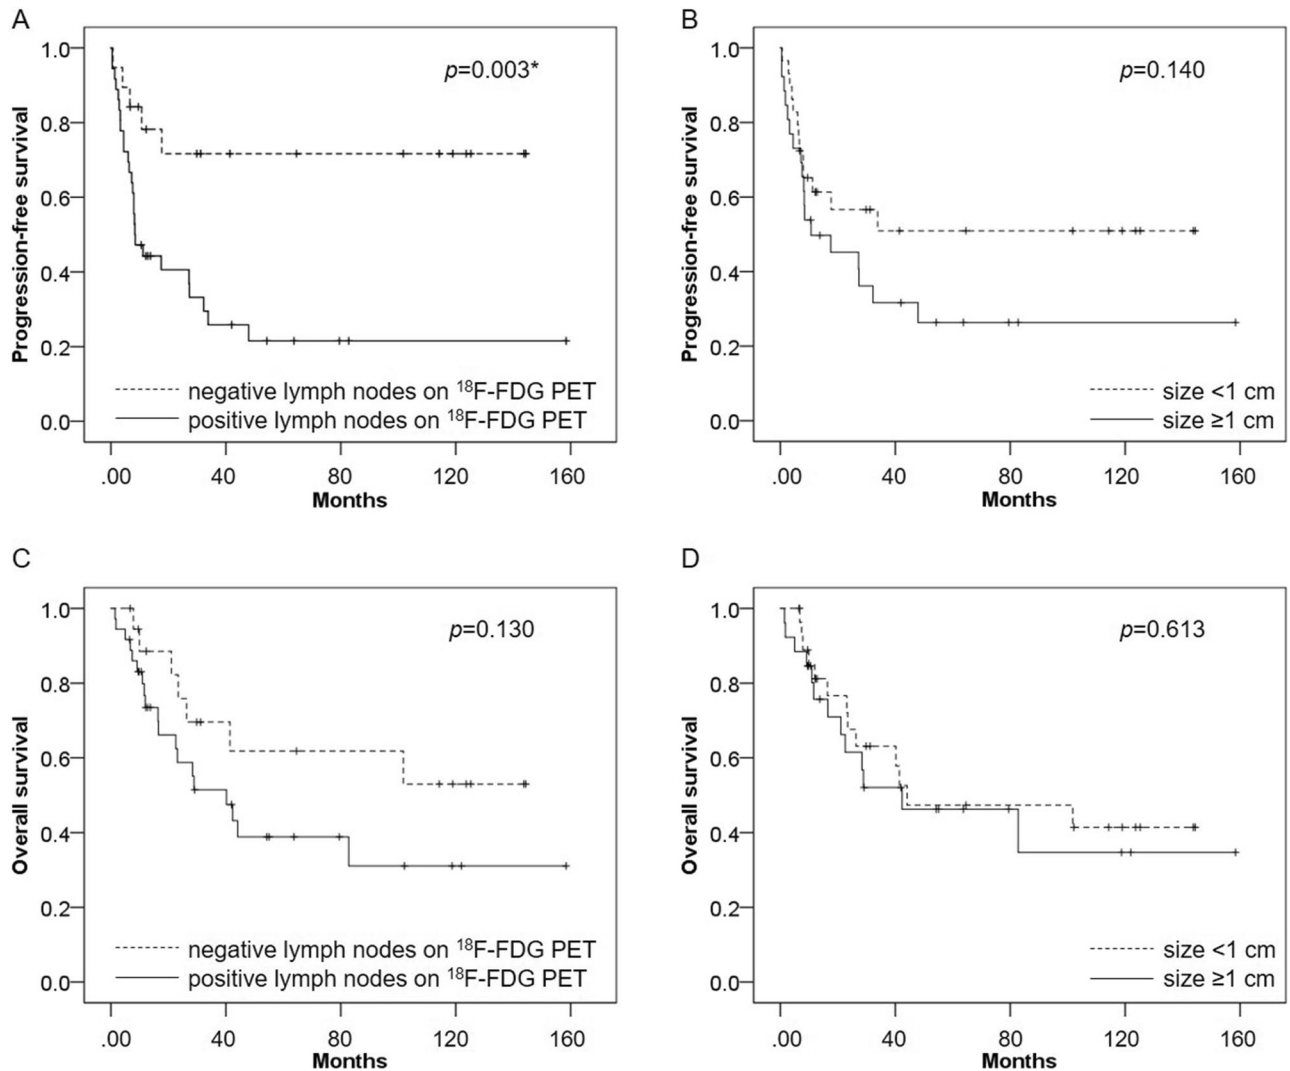 A
p=0.003*
Progression-free survival
1.0
0.8
0.6
0.4
0.2
0.0
negative lymph nodes on ¹⁸F-FDG PET
positive lymph nodes on ¹⁸F-FDG PET
.00 40 80 120 160
Months
B
p=0.140
Progression-free survival
1.0
0.8
0.6
0.4
0.2
0.0
size <1 cm
size ≥1 cm
.00 40 80 120 160
Months
C
p=0.130
Overall survival
1.0
0.8
0.6
0.4
0.2
0.0
negative lymph nodes on ¹⁸F-FDG PET
positive lymph nodes on ¹⁸F-FDG PET
.00 40 80 120 160
Months
D
p=0.613
Overall survival
1.0
0.8
0.6
0.4
0.2
0.0
size <1 cm
size ≥1 cm
.00 40 80 120 160
Months